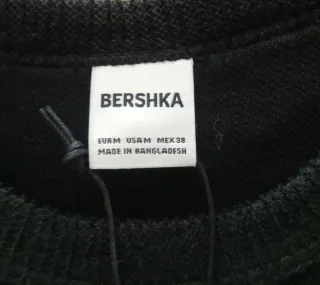 BERSHKA
EUR M USA M MEX 38
MADE IN BANGLADESH